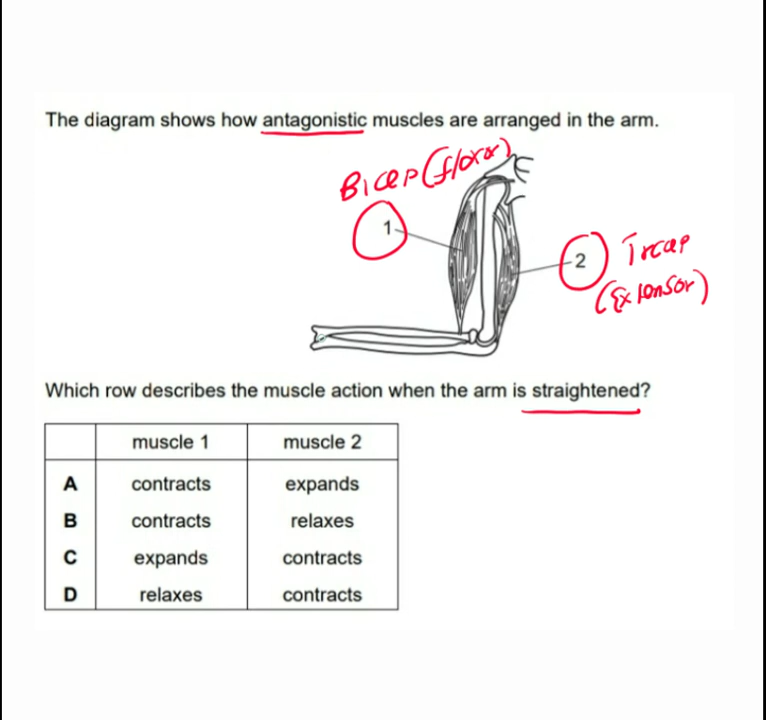 The diagram shows how antagonistic muscles are arranged in the arm.
Bicep (floxor)
1
2
Tricap
(Extensor)
Which row describes the muscle action when the arm is straightened?
muscle 1 muscle 2
A contracts expands
B contracts relaxes
C expands contracts
D relaxes contracts